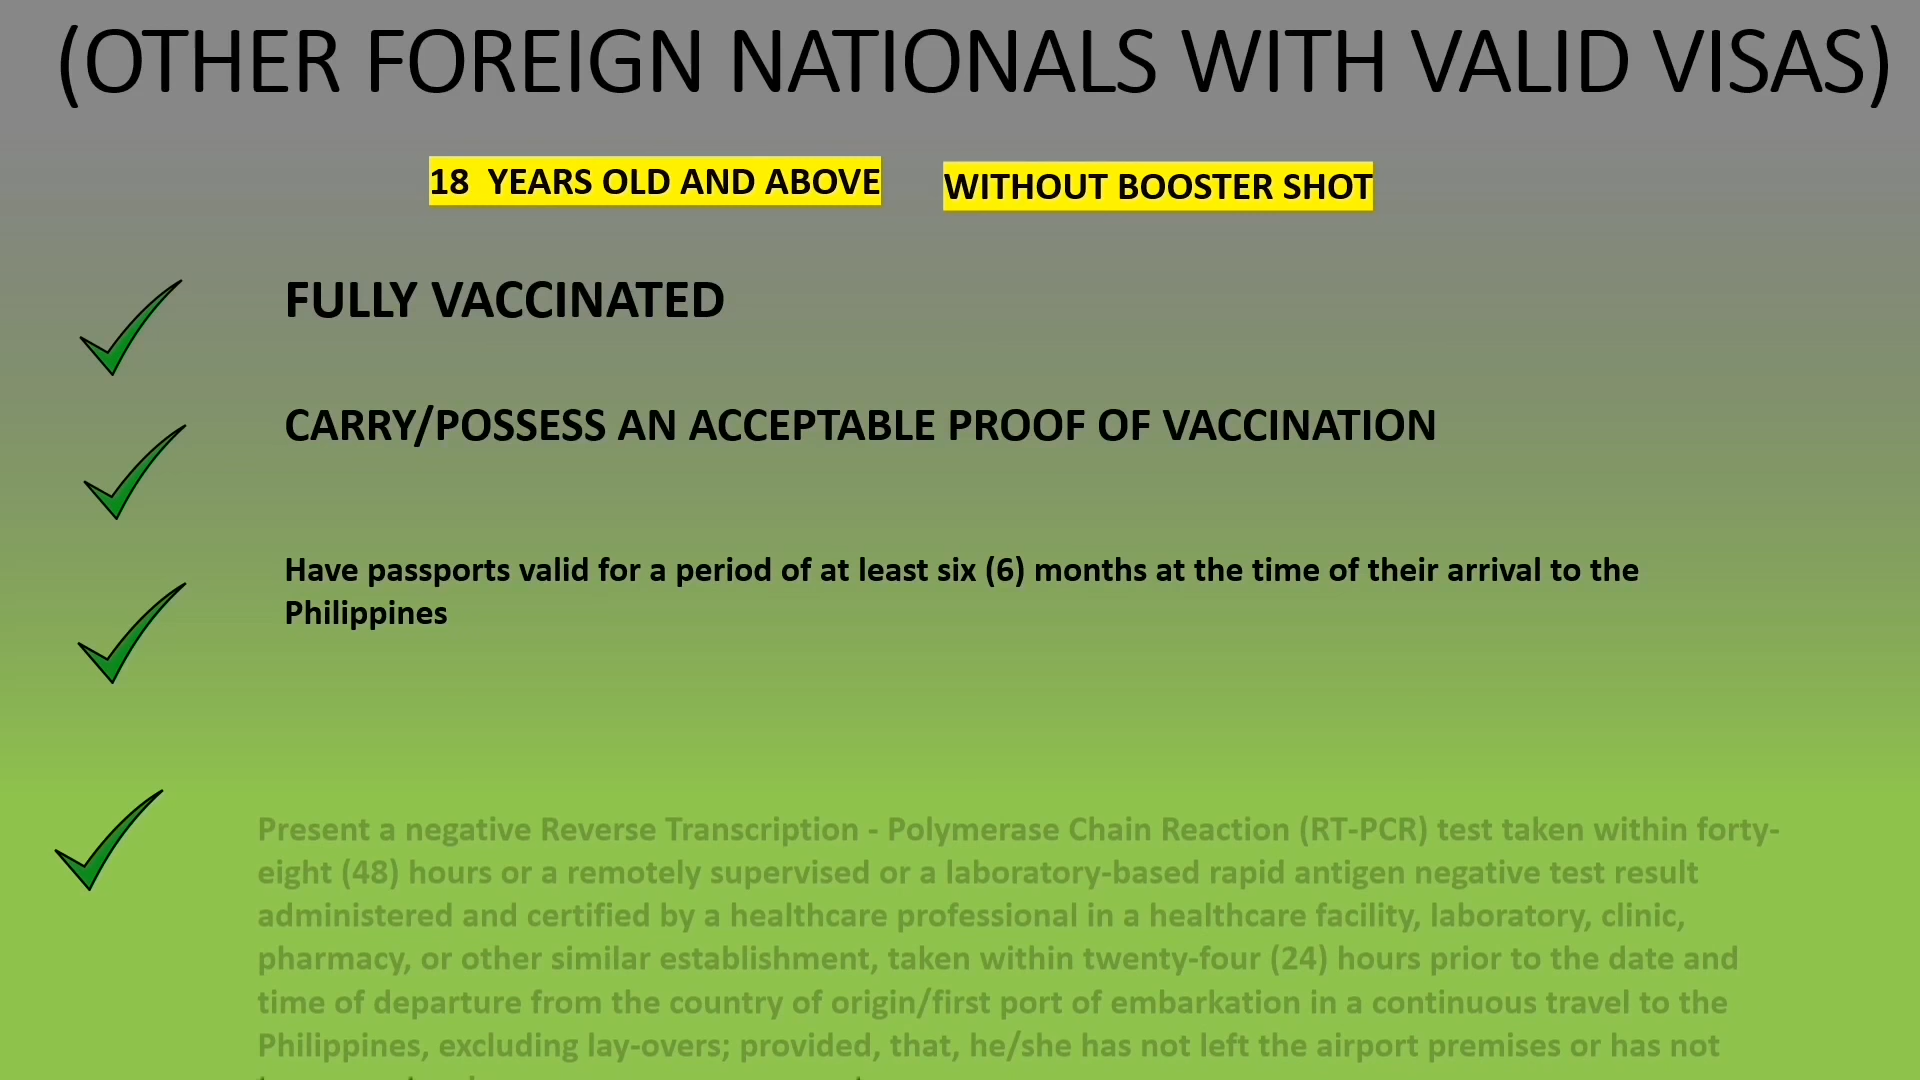 (OTHER FOREIGN NATIONALS WITH VALID VISAS)
18 YEARS OLD AND ABOVE WITHOUT BOOSTER SHOT
FULLY VACCINATED
CARRY/POSSESS AN ACCEPTABLE PROOF OF VACCINATION
Have passports valid for a period of at least six (6) months at the time of their arrival to the
Philippines
Present a negative Reverse Transcription - Polymerase Chain Reaction (RT-PCR) test taken within forty-
eight (48) hours or a remotely supervised or a laboratory-based rapid antigen negative test result
administered and certified by a healthcare professional in a healthcare facility, laboratory, clinic,
pharmacy, or other similar establishment, taken within twenty-four (24) hours prior to the date and
time of departure from the country of origin/first port of embarkation in a continuous travel to the
Philippines, excluding lay-overs; provided, that, he/she has not left the airport premises or has not